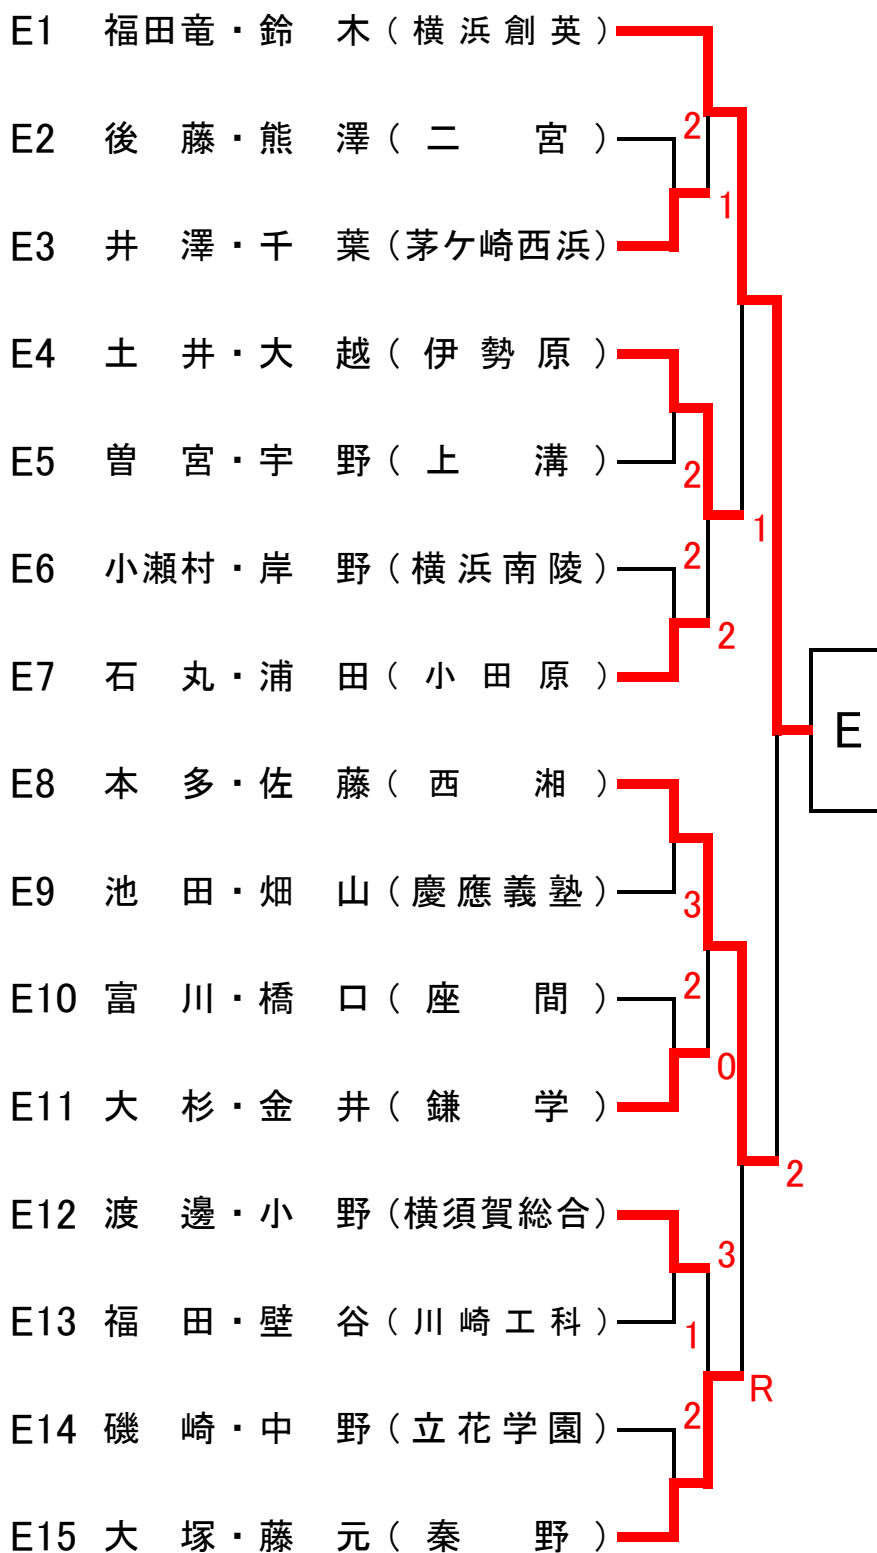 E1 福田竜・鈴 木(横浜創英)
2
E2 後 藤・熊 澤(二 宮)
1
E3 井 澤・千 葉(茅ケ崎西浜)
E4 土 井・大 越(伊勢原)
E5 曽 宮・宇 野(上 溝)
2
1
E6 小瀬村・岸 野(横浜南陵)
2
2
E7 石 丸・浦 田(小田原)
E
E8 本 多・佐 藤(西 湘)
E9 池 田・畑 山(慶應義塾)
3
E10 富 川・橋 口(座 間)
2
0
E11 大 杉・金 井(鎌 学)
2
E12 渡 邊・小 野(横須賀総合)
3
E13 福 田・壁 谷(川崎工科)
1
R
E14 磯 崎・中 野(立花学園)
2
E15 大 塚・藤 元(秦 野)